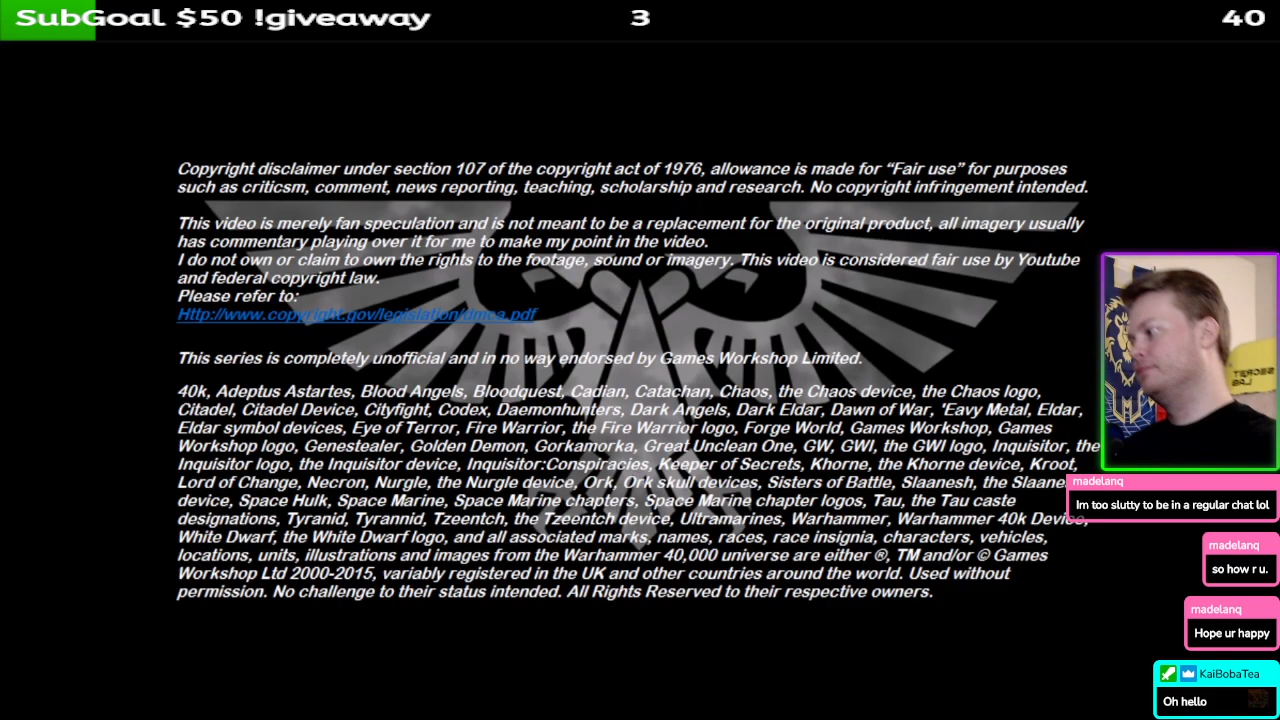 SubGoal $50 !giveaway 3 40
Copyright disclaimer under section 107 of the copyright act of 1976, allowance is made for “Fair use” for purposes
such as criticsm, comment, news reporting, teaching, scholarship and research. No copyright infringement intended.
This video is merely fan speculation and is not meant to be a replacement for the original product, all imagery usually
has commentary playing over it for me to make my point in the video.
I do not own or claim to own the rights to the footage, sound or imagery. This video is considered fair use by Youtube
and federal copyright law.
Please refer to:
Http://www.copyright.gov/legislation/dmca.pdf
This series is completely unofficial and in no way endorsed by Games Workshop Limited.
40k, Adeptus Astartes, Blood Angels, Bloodquest, Cadian, Catachan, Chaos, the Chaos device, the Chaos logo,
Citadel, Citadel Device, Cityfight, Codex, Daemonhunters, Dark Angels, Dark Eldar, Dawn of War, 'Eavy Metal, Eldar,
Eldar symbol devices, Eye of Terror, Fire Warrior, the Fire Warrior logo, Forge World, Games Workshop, Games
Workshop logo, Genestealer, Golden Demon, Gorkamorka, Great Unclean One, GW, GWI, the GWI logo, Inquisitor, the
Inquisitor logo, the Inquisitor device, Inquisitor:Conspiracies, Keeper of Secrets, Khorne, the Khorne device, Kroot,
Lord of Change, Necron, Nurgle, the Nurgle device, Ork, Ork skull devices, Sisters of Battle, Slaanesh, the Slaane
device, Space Hulk, Space Marine, Space Marine chapters, Space Marine chapter logos, Tau, the Tau caste
designations, Tyranid, Tyrannid, Tzeentch, the Tzeentch device, Ultramarines, Warhammer, Warhammer 40k Device,
White Dwarf, the White Dwarf logo, and all associated marks, names, races, race insignia, characters, vehicles,
locations, units, illustrations and images from the Warhammer 40,000 universe are either ®, TM and/or © Games
Workshop Ltd 2000-2015, variably registered in the UK and other countries around the world. Used without
permission. No challenge to their status intended. All Rights Reserved to their respective owners.
SECRET
LAB
madelanq
Im too slutty to be in a regular chat lol
madelanq
so how r u.
madelanq
Hope ur happy
KaiBobaTea
Oh hello